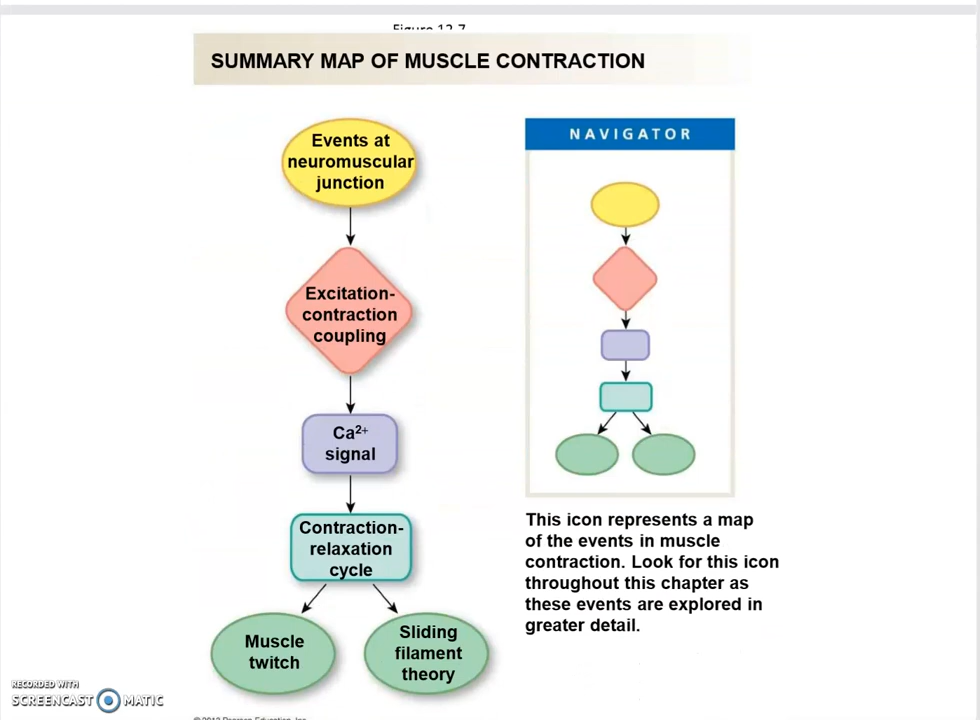 Figure 12.7
SUMMARY MAP OF MUSCLE CONTRACTION
Events at
neuromuscular
junction
Excitation-
contraction
coupling
Ca²⁺
signal
Contraction-
relaxation
cycle
Muscle
twitch
Sliding
filament
theory
NAVIGATOR
This icon represents a map
of the events in muscle
contraction. Look for this icon
throughout this chapter as
these events are explored in
greater detail.
RECORDED WITH
SCREENCAST MATIC
© 2013 Pearson Education, Inc.